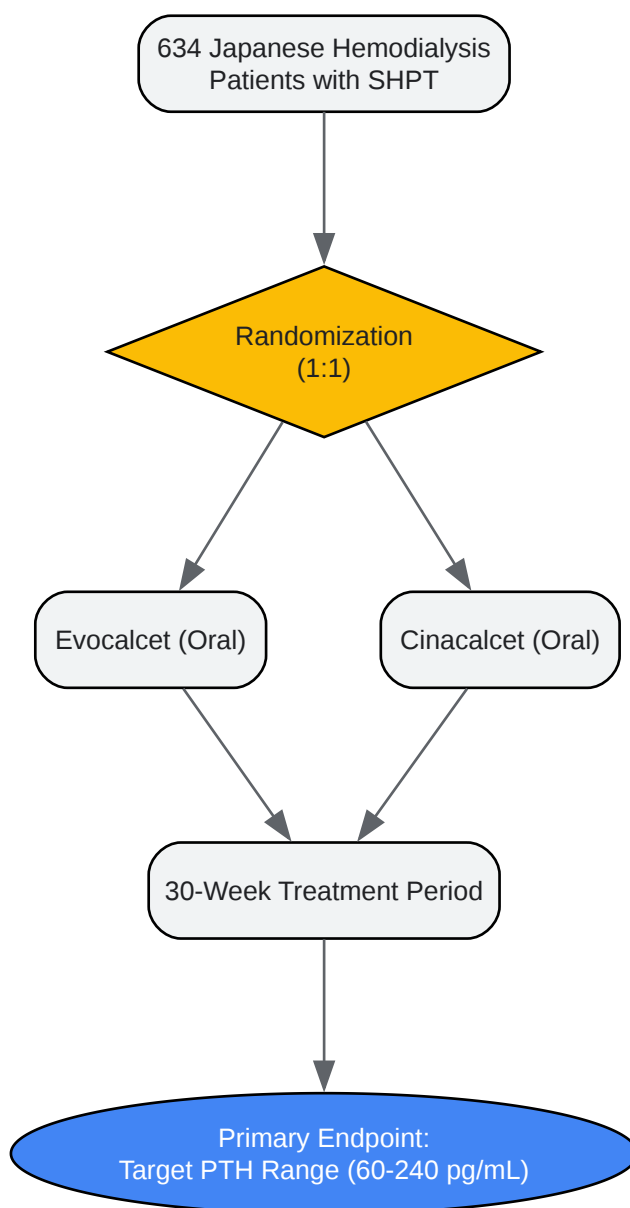 634 Japanese Hemodialysis
Patients with SHPT
Randomization
(1:1)
Evocalcet (Oral)
Cinacalcet (Oral)
30-Week Treatment Period
Primary Endpoint:
Target PTH Range (60-240 pg/mL)